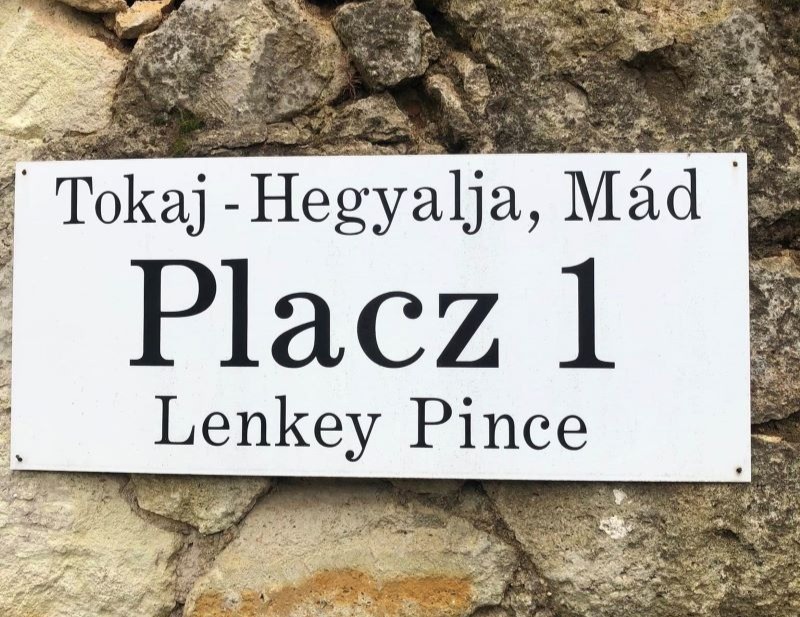 Tokaj - Hegyalja, Mád
Placz 1
Lenkey Pince